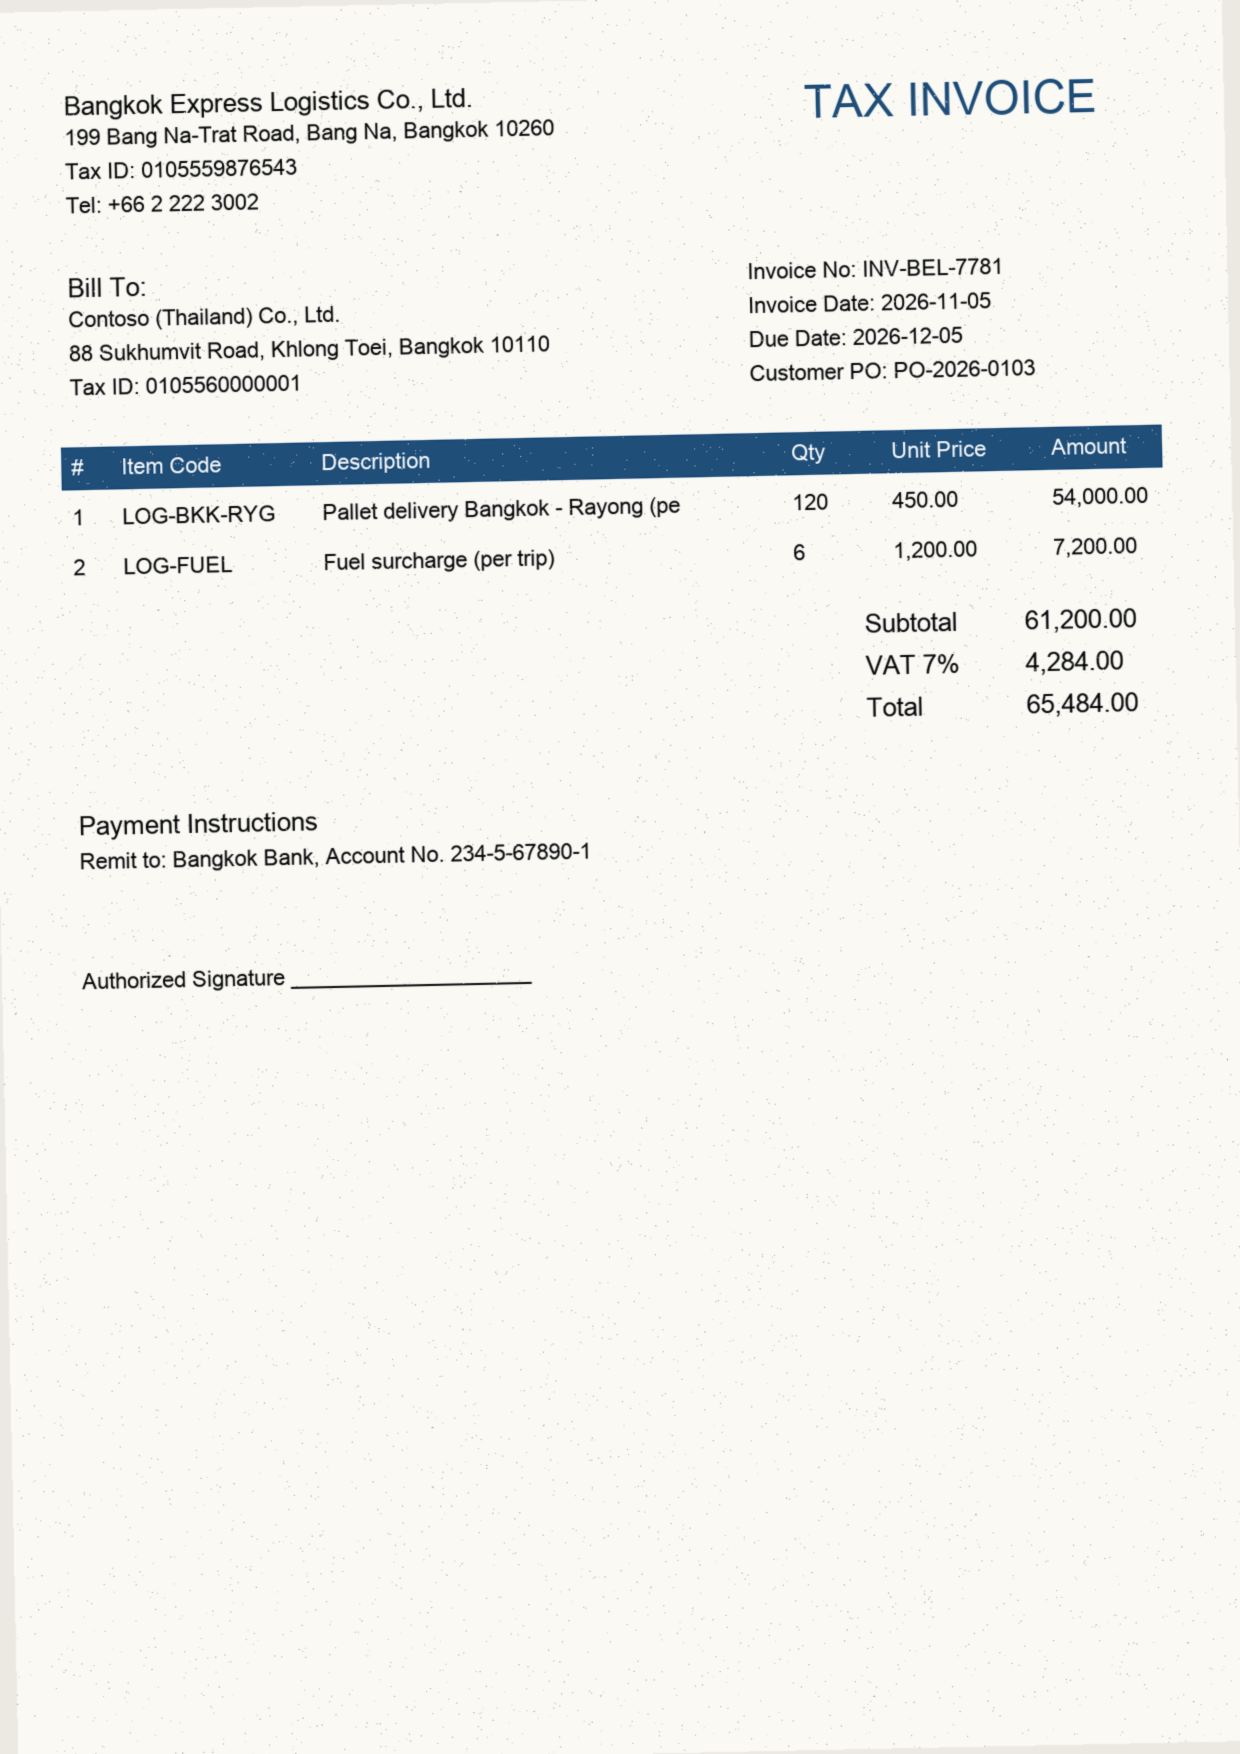 Bangkok Express Logistics Co., Ltd.
199 Bang Na-Trat Road, Bang Na, Bangkok 10260
Tax ID: 0105559876543
Tel: +66 2 222 3002
TAX INVOICE
Bill To:
Contoso (Thailand) Co., Ltd.
88 Sukhumvit Road, Khlong Toei, Bangkok 10110
Tax ID: 0105560000001
Invoice No: INV-BEL-7781
Invoice Date: 2026-11-05
Due Date: 2026-12-05
Customer PO: PO-2026-0103
# Item Code Description Qty Unit Price Amount
1 LOG-BKK-RYG Pallet delivery Bangkok - Rayong (pe 120 450.00 54,000.00
2 LOG-FUEL Fuel surcharge (per trip) 6 1,200.00 7,200.00
Subtotal 61,200.00
VAT 7% 4,284.00
Total 65,484.00
Payment Instructions
Remit to: Bangkok Bank, Account No. 234-5-67890-1
Authorized Signature ____________________